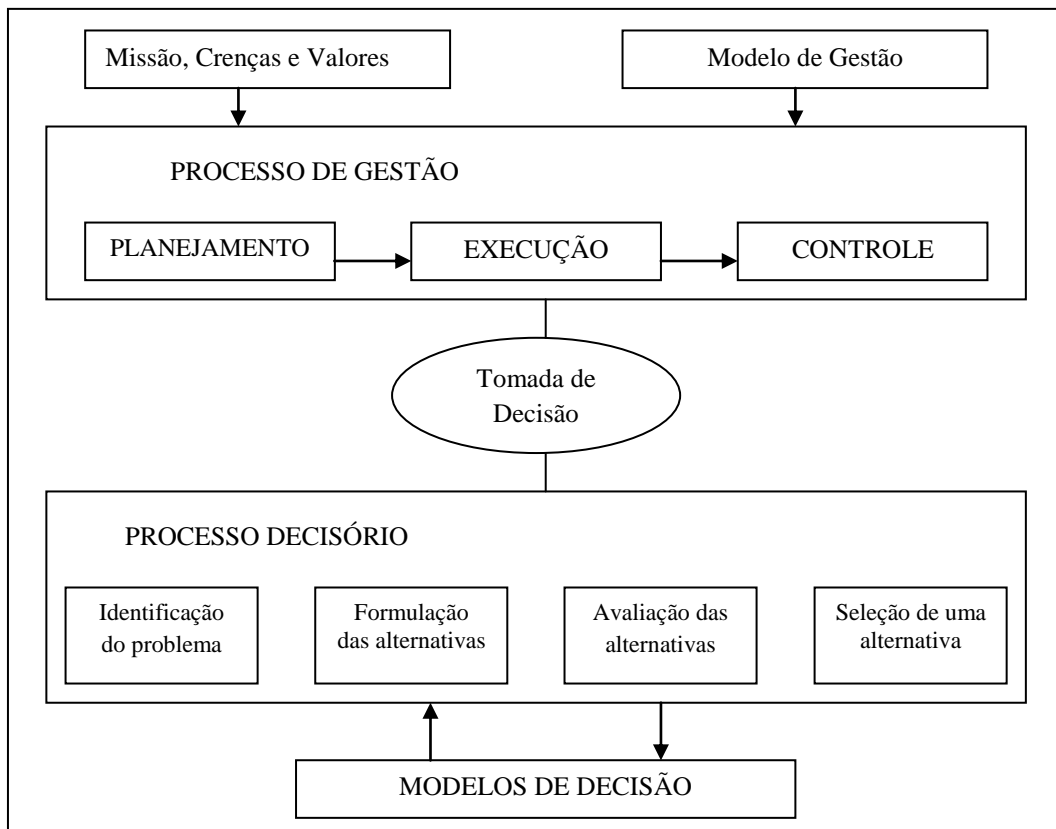 Missão, Crenças e Valores
Modelo de Gestão
PROCESSO DE GESTÃO
PLANEJAMENTO
EXECUÇÃO
CONTROLE
Tomada de
Decisão
PROCESSO DECISÓRIO
Identificação
do problema
Formulação
das alternativas
Avaliação das
alternativas
Seleção de uma
alternativa
MODELOS DE DECISÃO